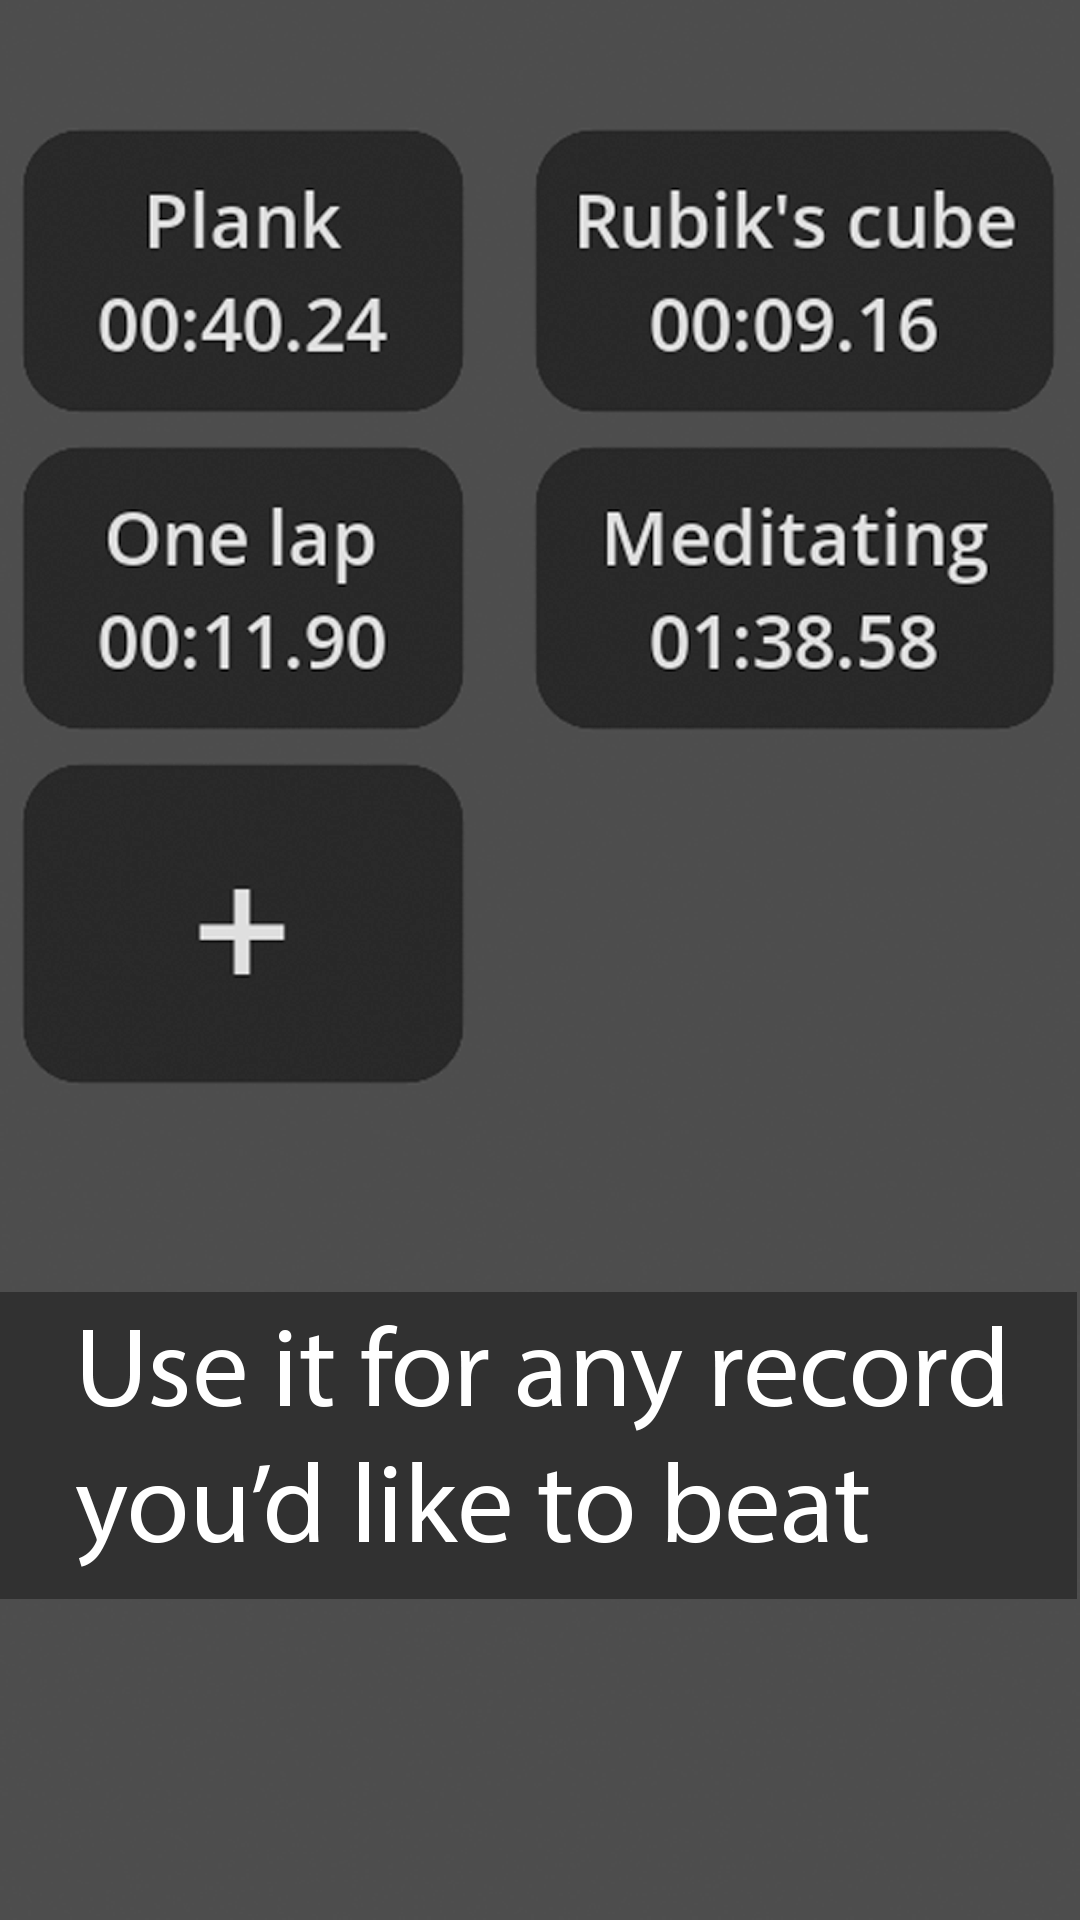 Plank
00:40.24
Rubik's cube
00:09.16
One lap
00:11.90
Meditating
01:38.58
+
Use it for any record
you’d like to beat